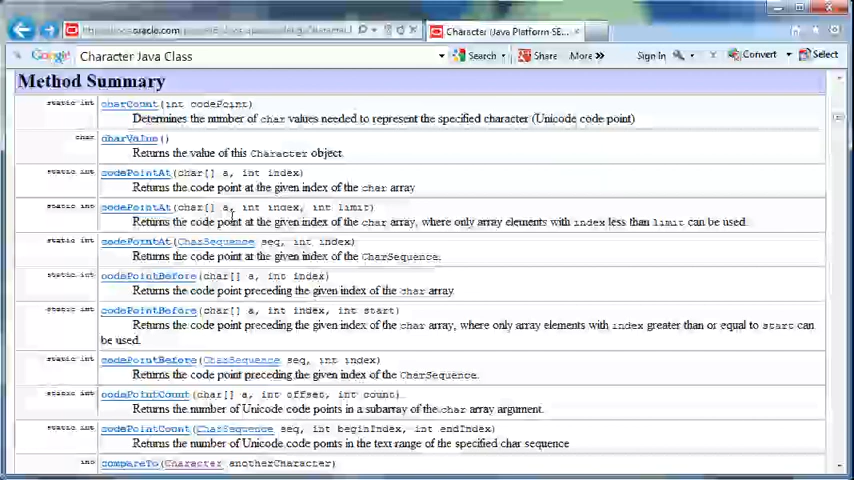 Character (Java Platform SE...
Google
Character Java Class
Search
Share
More »
Sign In
Convert
Select
Method Summary
static int charCount(int codePoint)
Determines the number of char values needed to represent the specified character (Unicode code point)
char charValue()
Returns the value of this Character object.
static int codePointAt(char[] a, int index)
Returns the code point at the given index of the char array
static int codePointAt(char[] a, int index, int limit)
Returns the code point at the given index of the char array, where only array elements with index less than limit can be used.
static int codePointAt(CharSequence seq, int index)
Returns the code point at the given index of the CharSequence.
static int codePointBefore(char[] a, int index)
Returns the code point preceding the given index of the char array.
static int codePointBefore(char[] a, int index, int start)
Returns the code point preceding the given index of the char array, where only array elements with index greater than or equal to start can
be used.
static int codePointBefore(CharSequence seq, int index)
Returns the code point preceding the given index of the CharSequence.
static int codePointCount(char[] a, int offset, int count)
Returns the number of Unicode code points in a subarray of the char array argument.
static int codePointCount(CharSequence seq, int beginIndex, int endIndex)
Returns the number of Unicode code points in the text range of the specified char sequence
int compareTo(Character anotherCharacter)